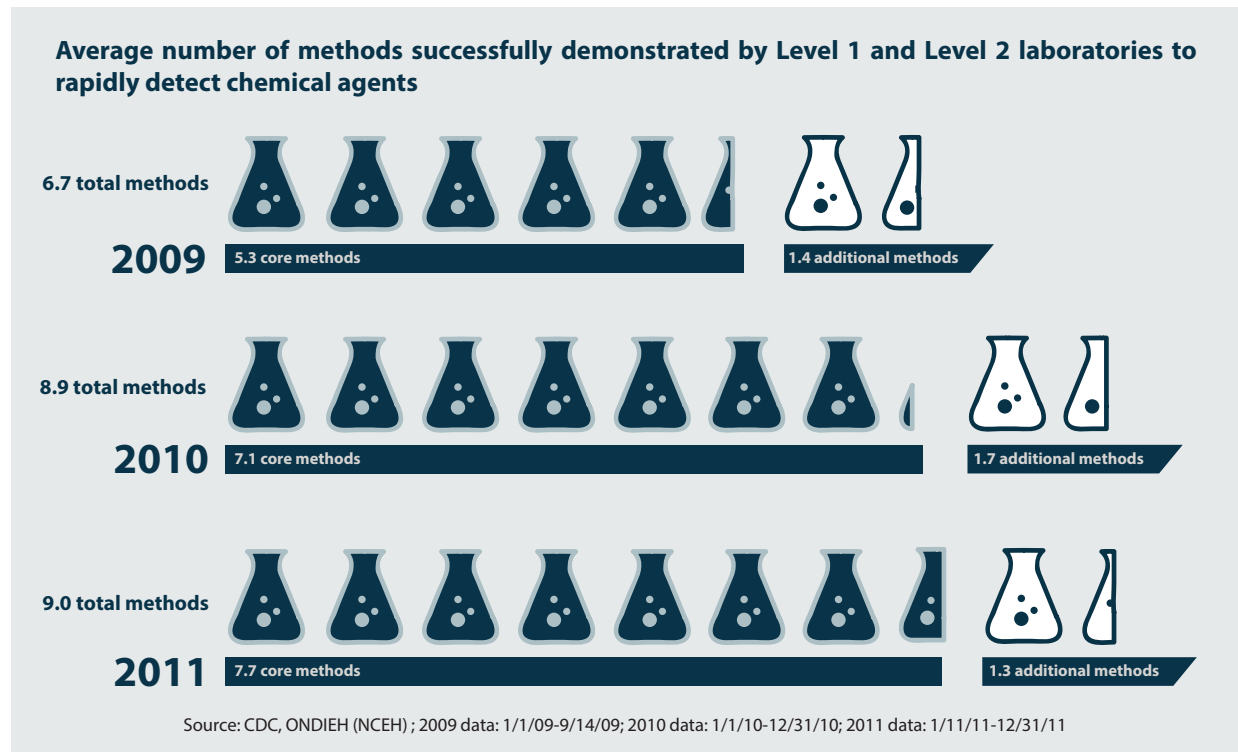 Average number of methods successfully demonstrated by Level 1 and Level 2 laboratories to
rapidly detect chemical agents
6.7 total methods
2009
5.3 core methods
1.4 additional methods
8.9 total methods
2010
7.1 core methods
1.7 additional methods
9.0 total methods
2011
7.7 core methods
1.3 additional methods
Source: CDC, ONDIEH (NCEH) ; 2009 data: 1/1/09-9/14/09; 2010 data: 1/1/10-12/31/10; 2011 data: 1/11/11-12/31/11